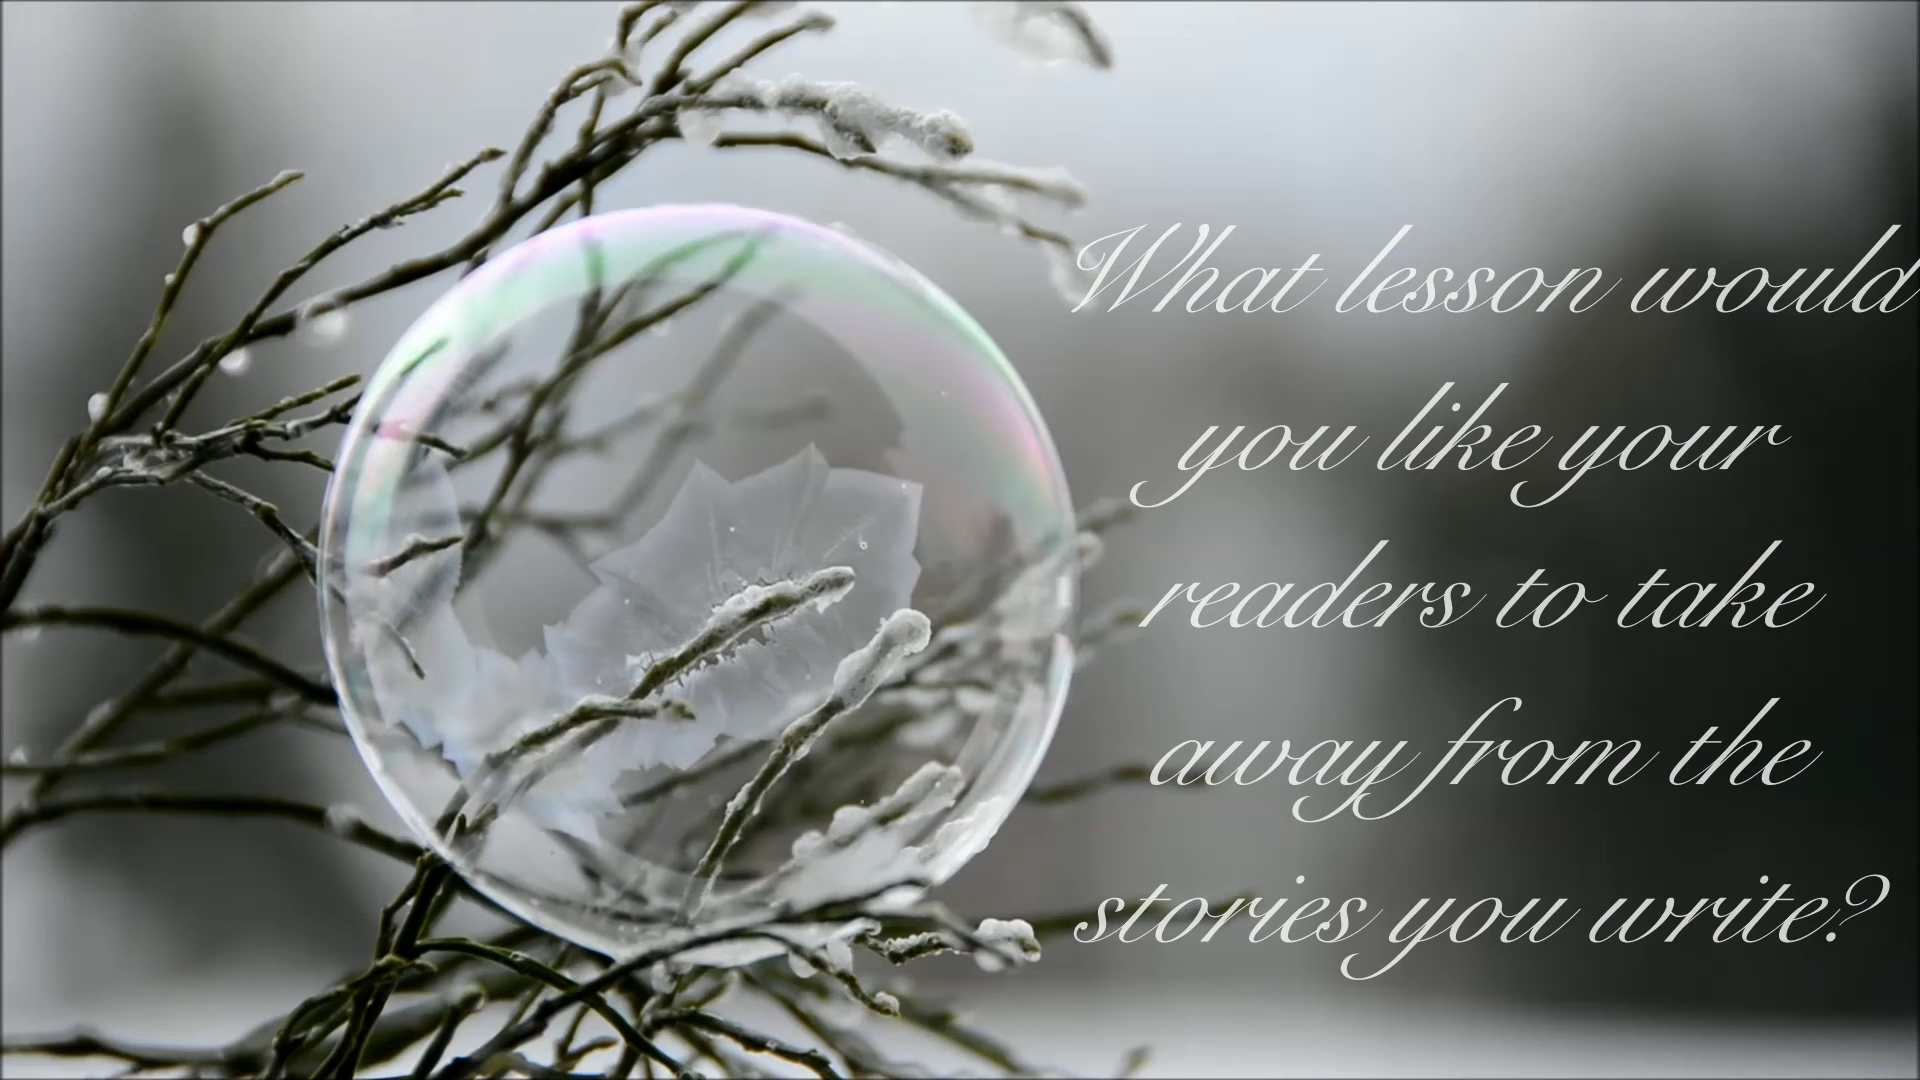 What lesson would
you like your
readers to take
away from the
stories you write?